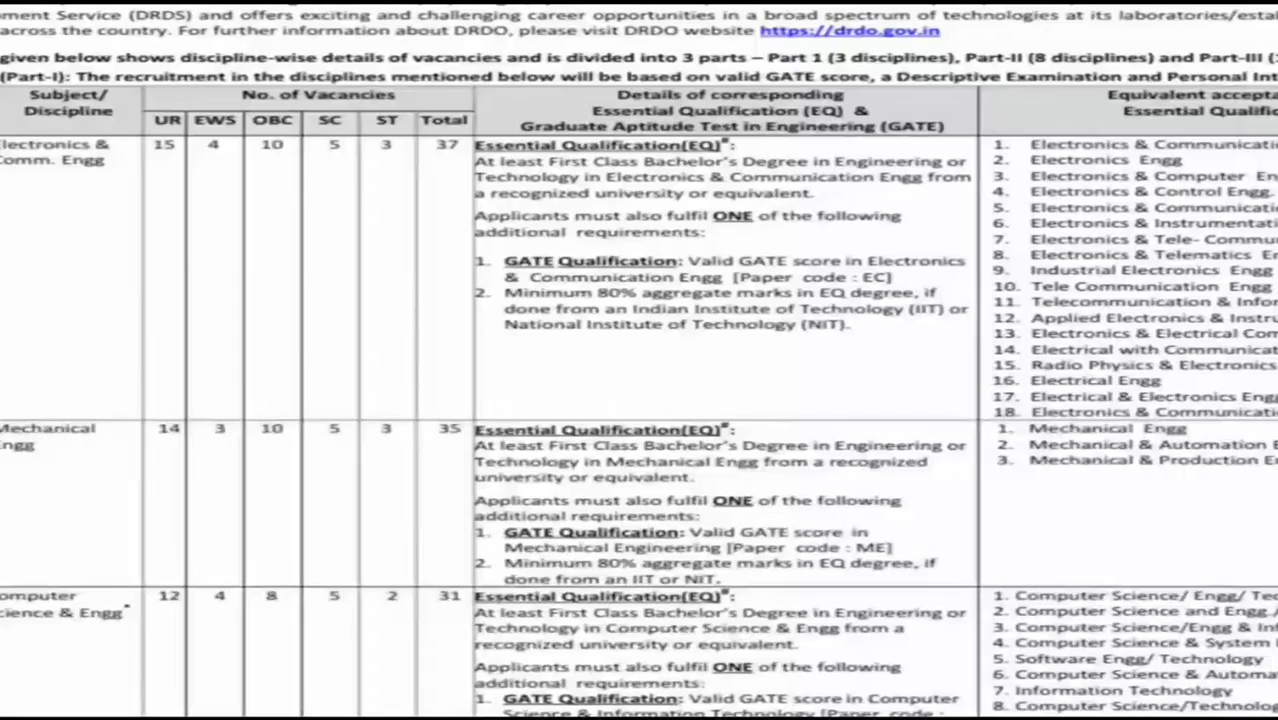 ment Service (DRDS) and offers exciting and challenging career opportunities in a broad spectrum of technologies at its laboratories/esta
across the country. For further information about DRDO, please visit DRDO website https://drdo.gov.in
given below shows discipline-wise details of vacancies and is divided into 3 parts – Part 1 (3 disciplines), Part-II (8 disciplines) and Part-III (
(Part-I): The recruitment in the disciplines mentioned below will be based on valid GATE score, a Descriptive Examination and Personal Int
Subject/ Discipline
No. of Vacancies
UR EWS OBC SC ST Total
Details of corresponding
Essential Qualification (EQ) &
Graduate Aptitude Test in Engineering (GATE)
Equivalent accepta
Essential Qualific
lectronics &
omm. Engg
15 4 10 5 3 37
Essential Qualification(EQ)#:
At least First Class Bachelor's Degree in Engineering or
Technology in Electronics & Communication Engg from
a recognized university or equivalent.
Applicants must also fulfil ONE of the following
additional requirements:
1. GATE Qualification: Valid GATE score in Electronics
& Communication Engg [Paper code : EC]
2. Minimum 80% aggregate marks in EQ degree, if
done from an Indian Institute of Technology (IIT) or
National Institute of Technology (NIT).
1. Electronics & Communicati
2. Electronics Engg
3. Electronics & Computer En
4. Electronics & Control Engg.
5. Electronics & Communicatio
6. Electronics & Instrumentati
7. Electronics & Tele- Commu
8. Electronics & Telematics E
9. Industrial Electronics Engg
10. Tele Communication Engg
11. Telecommunication & Infor
12. Applied Electronics & Instru
13. Electronics & Electrical Com
14. Electrical with Communicat
15. Radio Physics & Electronics
16. Electrical Engg
17. Electrical & Electronics Eng
18. Electronics & Communicati
Mechanical
ngg
14 3 10 5 3 35
Essential Qualification(EQ)#:
At least First Class Bachelor's Degree in Engineering or
Technology in Mechanical Engg from a recognized
university or equivalent.
Applicants must also fulfil ONE of the following
additional requirements:
1. GATE Qualification: Valid GATE score in
Mechanical Engineering [Paper code : ME]
2. Minimum 80% aggregate marks in EQ degree, if
done from an IIT or NIT.
1. Mechanical Engg
2. Mechanical & Automation E
3. Mechanical & Production En
omputer
cience & Engg*
12 4 8 5 2 31
Essential Qualification(EQ)#:
At least First Class Bachelor's Degree in Engineering or
Technology in Computer Science & Engg from a
recognized university or equivalent.
Applicants must also fulfil ONE of the following
additional requirements:
1. GATE Qualification: Valid GATE score in Computer
Science & Information Technology [Paper code :
1. Computer Science/ Engg/ Tec
2. Computer Science and Engg /
3. Computer Science/Engg & Inf
4. Computer Science & System
5. Software Engg/ Technology
6. Computer Science & Automa
7. Information Technology
8. Computer Science/Technolog